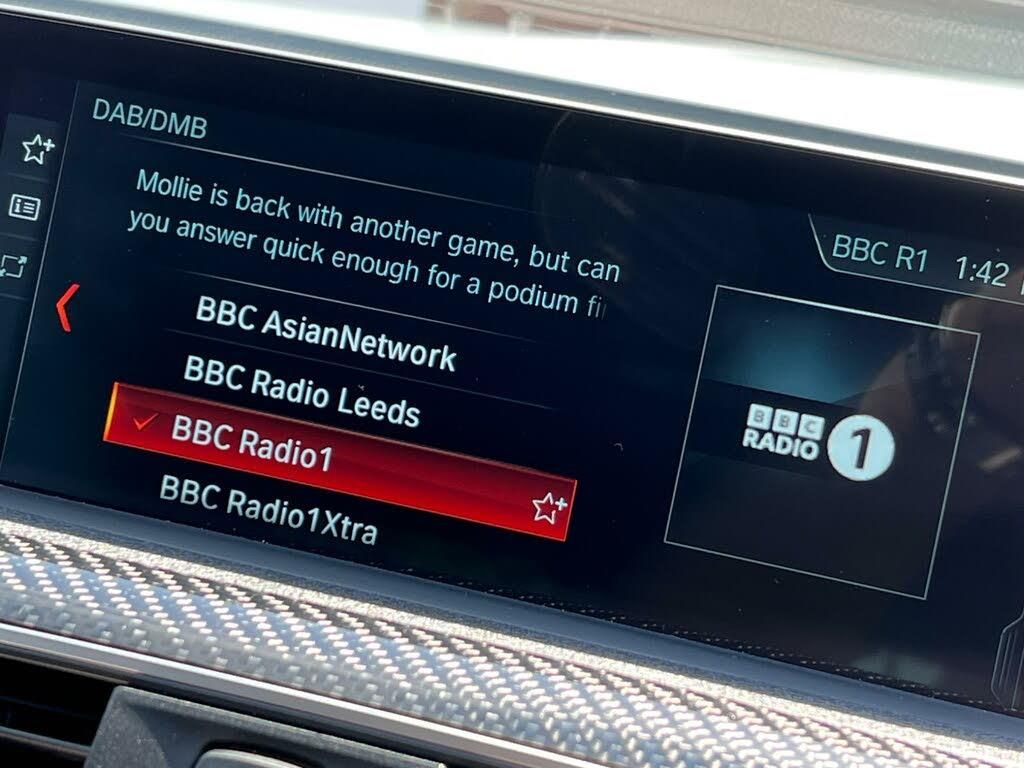 DAB/DMB
Mollie is back with another game, but can
you answer quick enough for a podium fi
BBC R1 1:42
BBC AsianNetwork
BBC Radio Leeds
BBC Radio1
BBC Radio1Xtra
BBC
RADIO 1